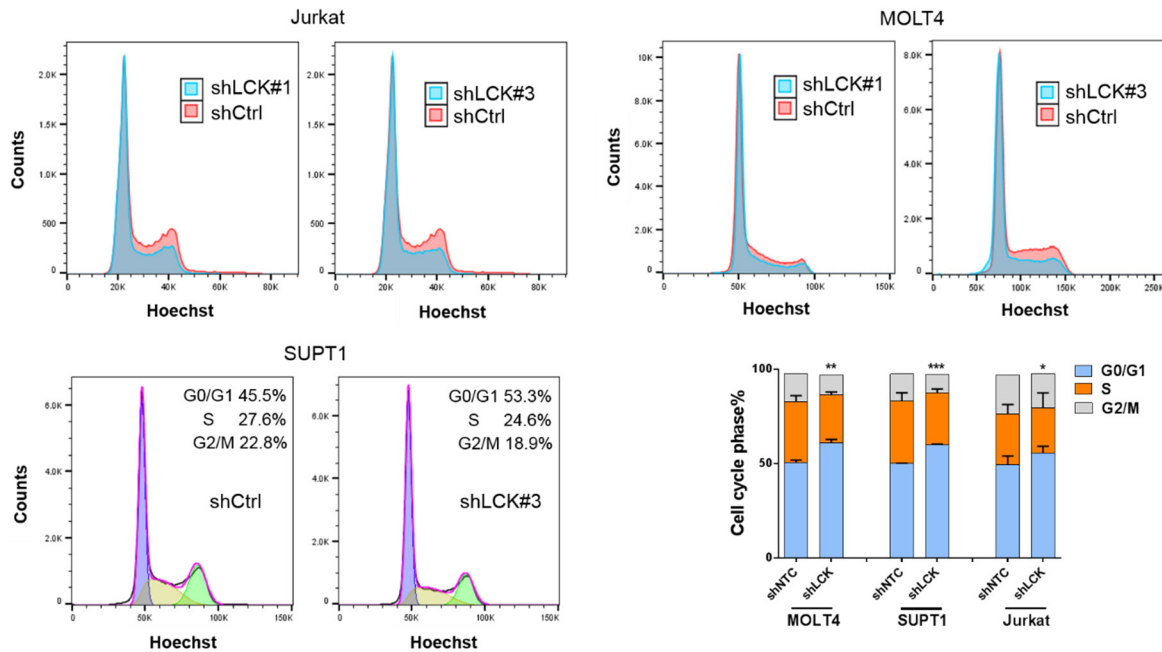 Jurkat
MOLT4
Counts
2.0K
1.5K
1.0K
500
0
0
20K
40K
60K
80K
shLCK#1
shCtrl
Hoechst
2.0K
1.5K
1.0K
500
0
0
20K
40K
60K
80K
shLCK#3
shCtrl
Hoechst
Counts
10K
8.0K
6.0K
4.0K
2.0K
0
0
50K
100K
150K
shLCK#1
shCtrl
Hoechst
8.0K
6.0K
4.0K
2.0K
0
0
50K
100K
150K
200K
250K
shLCK#3
shCtrl
Hoechst
SUPT1
Counts
6.0K
4.0K
2.0K
0
0
50K
100K
150K
G0/G1 45.5%
S 27.6%
G2/M 22.8%
shCtrl
Hoechst
6.0K
4.0K
2.0K
0
0
50K
100K
150K
G0/G1 53.3%
S 24.6%
G2/M 18.9%
shLCK#3
Hoechst
Cell cycle phase%
100
50
0
**
***
*
G0/G1
S
G2/M
shNTC
shLCK
shNTC
shLCK
shNTC
shLCK
MOLT4
SUPT1
Jurkat